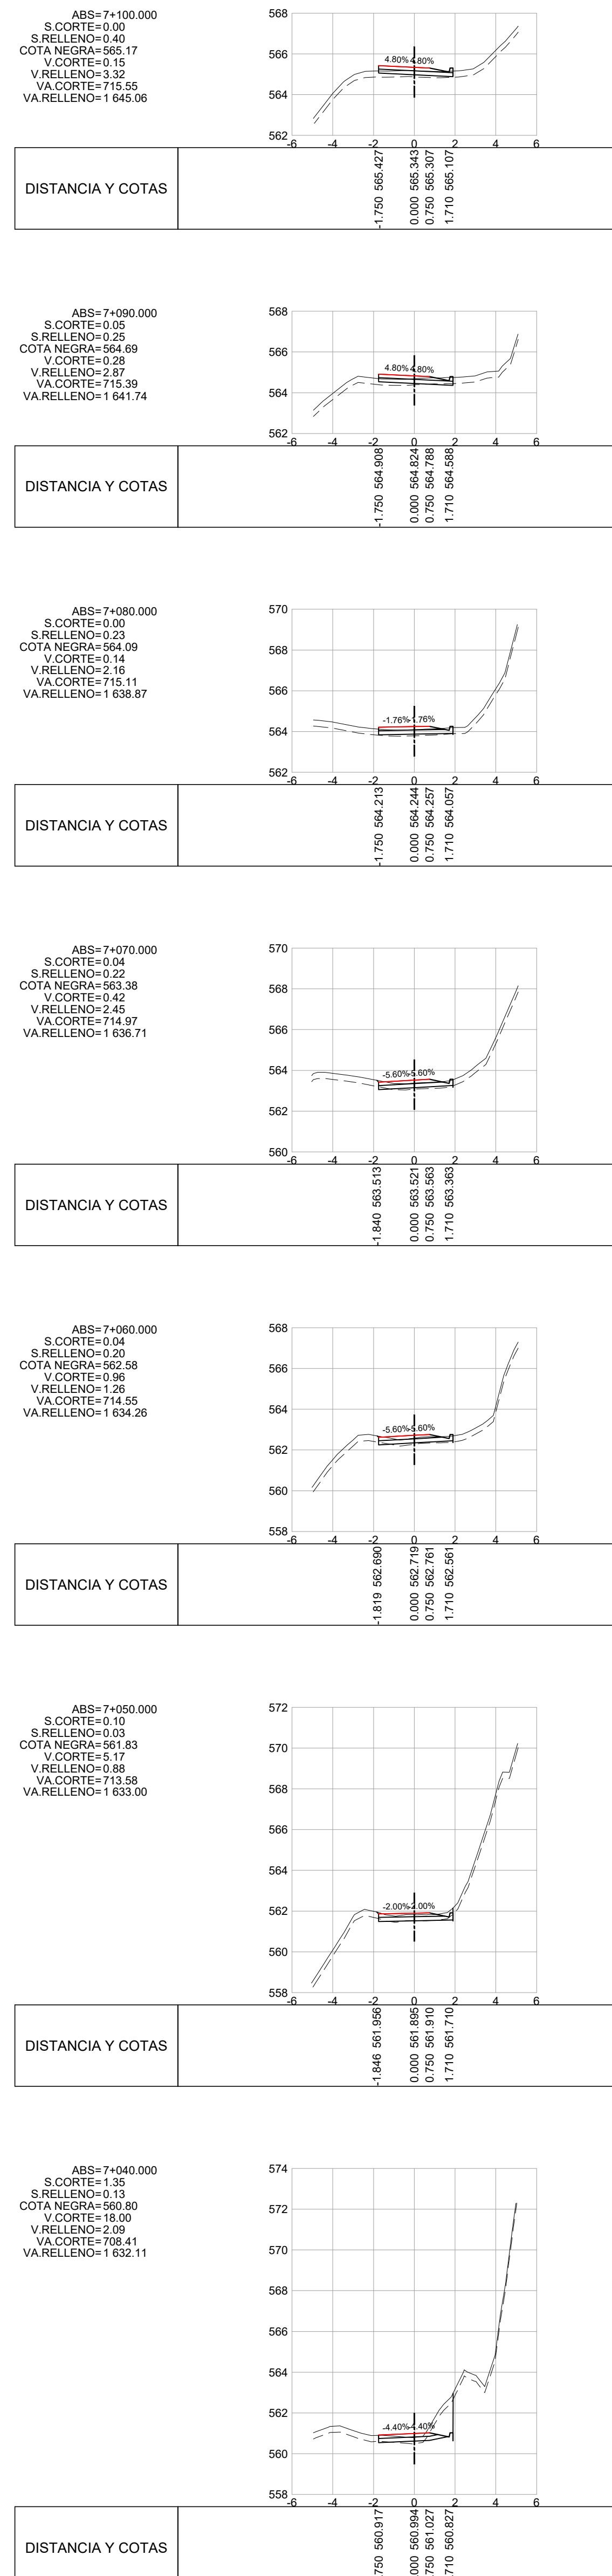 ABS=7+100.000
S.CORTE=0.00
S.RELLENO=0.40
COTA NEGRA=565.17
V.CORTE=0.15
V.RELLENO=3.32
VA.CORTE=715.55
VA.RELLENO=1 645.06
568
566
564
562
4.80% 4.80%
-6 -4 -2 0 2 4 6
DISTANCIA Y COTAS
-1.750 565.427
0.000 565.343
0.750 565.307
1.710 565.107
ABS=7+090.000
S.CORTE=0.05
S.RELLENO=0.25
COTA NEGRA=564.69
V.CORTE=0.28
V.RELLENO=2.87
VA.CORTE=715.39
VA.RELLENO=1 641.74
568
566
564
562
4.80% 4.80%
-6 -4 -2 0 2 4 6
DISTANCIA Y COTAS
-1.750 564.908
0.000 564.824
0.750 564.788
1.710 564.588
ABS=7+080.000
S.CORTE=0.00
S.RELLENO=0.23
COTA NEGRA=564.09
V.CORTE=0.14
V.RELLENO=2.16
VA.CORTE=715.11
VA.RELLENO=1 638.87
570
568
566
564
562
-1.76% -1.76%
-6 -4 -2 0 2 4 6
DISTANCIA Y COTAS
-1.750 564.213
0.000 564.244
0.750 564.257
1.710 564.057
ABS=7+070.000
S.CORTE=0.04
S.RELLENO=0.22
COTA NEGRA=563.38
V.CORTE=0.42
V.RELLENO=2.45
VA.CORTE=714.97
VA.RELLENO=1 636.71
570
568
566
564
562
560
-5.60% -5.60%
-6 -4 -2 0 2 4 6
DISTANCIA Y COTAS
-1.840 563.513
0.000 563.521
0.750 563.563
1.710 563.363
ABS=7+060.000
S.CORTE=0.04
S.RELLENO=0.20
COTA NEGRA=562.58
V.CORTE=0.96
V.RELLENO=1.26
VA.CORTE=714.55
VA.RELLENO=1 634.26
568
566
564
562
560
558
-5.60% -5.60%
-6 -4 -2 0 2 4 6
DISTANCIA Y COTAS
-1.819 562.690
0.000 562.719
0.750 562.761
1.710 562.561
ABS=7+050.000
S.CORTE=0.10
S.RELLENO=0.03
COTA NEGRA=561.83
V.CORTE=5.17
V.RELLENO=0.88
VA.CORTE=713.58
VA.RELLENO=1 633.00
572
570
568
566
564
562
560
558
-2.00% -2.00%
-6 -4 -2 0 2 4 6
DISTANCIA Y COTAS
-1.846 561.956
0.000 561.895
0.750 561.910
1.710 561.710
ABS=7+040.000
S.CORTE=1.35
S.RELLENO=0.13
COTA NEGRA=560.80
V.CORTE=18.00
V.RELLENO=2.09
VA.CORTE=708.41
VA.RELLENO=1 632.11
574
572
570
568
566
564
562
560
558
-4.40% -4.40%
-6 -4 -2 0 2 4 6
DISTANCIA Y COTAS
750 560.917
000 560.994
750 561.027
710 560.827